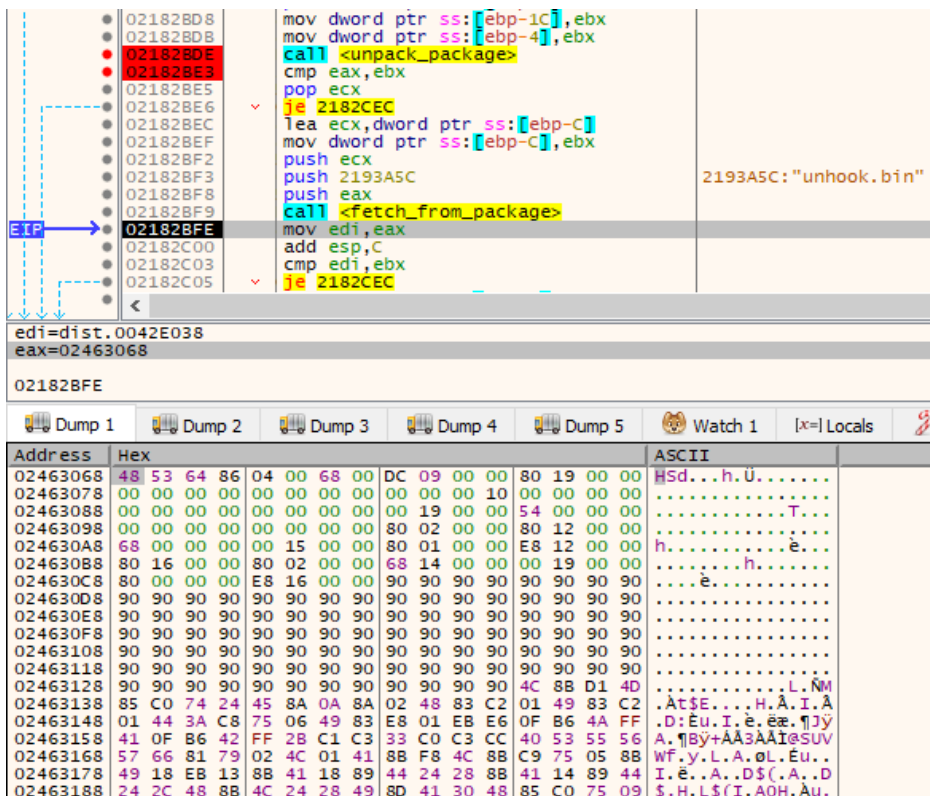 02182BD8 mov dword ptr ss:[ebp-1C],ebx
02182BDB mov dword ptr ss:[ebp-4],ebx
02182BDE call <unpack_package>
02182BE3 cmp eax,ebx
02182BE5 pop ecx
02182BE6 je 2182CEC
02182BEC lea ecx,dword ptr ss:[ebp-C]
02182BEF mov dword ptr ss:[ebp-C],ebx
02182BF2 push ecx
02182BF3 push 2193A5C 2193A5C:"unhook.bin"
02182BF8 push eax
02182BF9 call <fetch_from_package>
EIP 02182BFE mov edi,eax
02182C00 add esp,C
02182C03 cmp edi,ebx
02182C05 je 2182CEC
edi=dist.0042E038
eax=02463068
02182BFE
Dump 1 Dump 2 Dump 3 Dump 4 Dump 5 Watch 1 [x=] Locals
Address Hex ASCII
02463068 48 53 64 86 04 00 68 00 DC 09 00 00 80 19 00 00 HSd...h.Ü.......
02463078 00 00 00 00 00 00 00 00 00 00 00 10 00 00 00 00 ................
02463088 00 00 00 00 00 00 00 00 00 19 00 00 54 00 00 00 ............T...
02463098 00 00 00 00 00 00 00 00 80 02 00 00 80 12 00 00 ................
024630A8 68 00 00 00 00 15 00 00 80 01 00 00 E8 12 00 00 h...........è...
024630B8 80 16 00 00 80 02 00 00 68 14 00 00 00 19 00 00 ........h.......
024630C8 80 00 00 00 E8 16 00 00 90 90 90 90 90 90 90 90 ....è...........
024630D8 90 90 90 90 90 90 90 90 90 90 90 90 90 90 90 90 ................
024630E8 90 90 90 90 90 90 90 90 90 90 90 90 90 90 90 90 ................
024630F8 90 90 90 90 90 90 90 90 90 90 90 90 90 90 90 90 ................
02463108 90 90 90 90 90 90 90 90 90 90 90 90 90 90 90 90 ................
02463118 90 90 90 90 90 90 90 90 90 90 90 90 90 90 90 90 ................
02463128 90 90 90 90 90 90 90 90 90 90 90 90 4C 8B D1 4D ............L.ÑM
02463138 85 C0 74 24 45 8A 0A 8A 02 48 83 C2 01 49 83 C2 .Àt$E....H.Â.I.Â
02463148 01 44 3A C8 75 06 49 83 E8 01 EB E6 0F B6 4A FF .D:Èu.I.è.ëæ.¶Jÿ
02463158 41 0F B6 42 FF 2B C1 C3 33 C0 C3 CC 40 53 55 56 A.¶Bÿ+ÁÃ3ÀÃÌ@SUV
02463168 57 66 81 79 02 4C 01 41 8B F8 4C 8B C9 75 05 8B Wf.y.L.A.øL.Éu..
02463178 49 18 EB 13 8B 41 18 89 44 24 28 8B 41 14 89 44 I.ë..A..D$(.A..D
02463188 24 2C 48 8B 4C 24 28 49 8D 41 30 48 85 C0 75 09 $,H.L$(I.A0H.Àu.